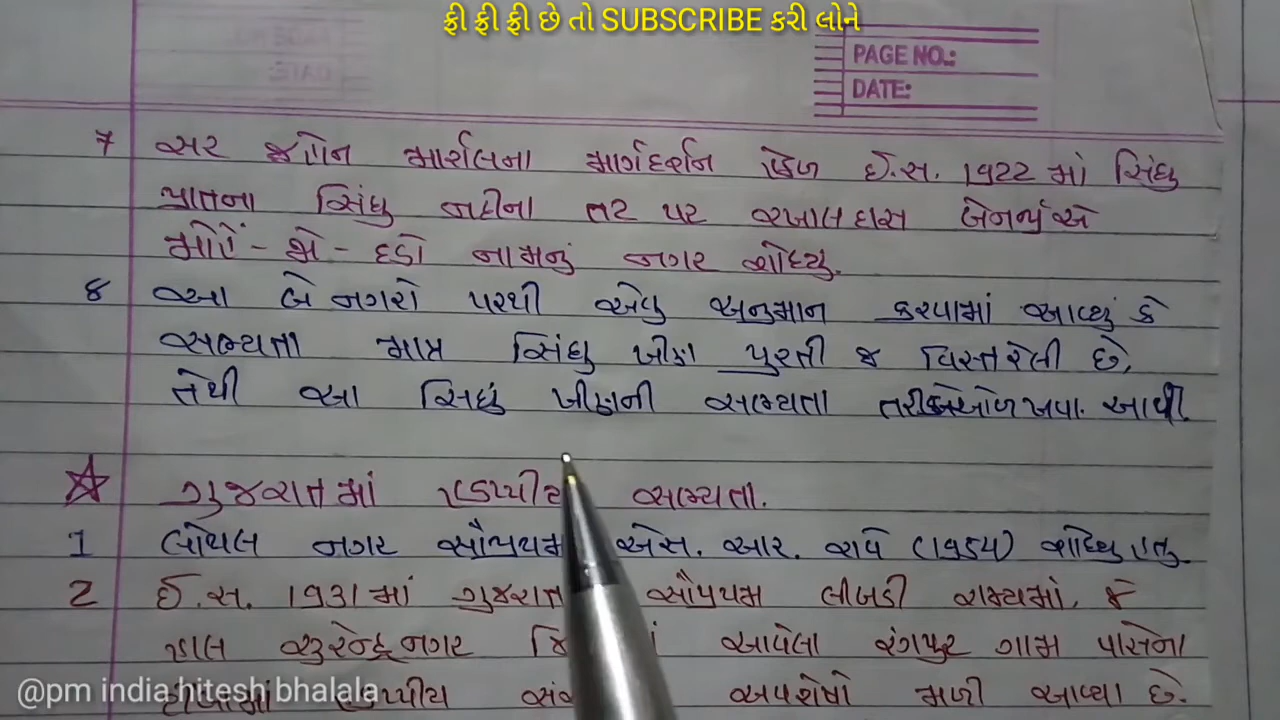 ફ્રી ફ્રી ફ્રી છે તો SUBSCRIBE કરી લોને
PAGE NO.:
DATE:
7 સર જ્હોન માર્શલના માર્ગદર્શન હેઠળ ઈ.સ. 1922 માં સિંધુ
પ્રાતના સિંધુ નદીના તટ પર રખાલદાસ બેનર્જીએ
મોહેં - જો - દડો નામનું નગર શોધ્યું.
8 આ બે નગરો પરથી એવુ અનુમાન કરવામાં આવ્યું કે
સભ્યતા માત્ર સિંધુ ખીણ પુરતી જ વિસ્તરેલી છે,
તેથી આ સિંધુ ખીણની સભ્યતા તરીકે ઓળખવા. આવી.
☆ ગુજરાતમાં હડપ્પીય સભ્યતા.
1 લોથલ નગર સૌપ્રથમ એસ. આર. રાવે (1954) શોધ્યુ હતુ.
2 ઈ.સ. 1931 માં ગુજરાત સૌપ્રથમ લીંબડી રાજ્યમાં, જે
હાલ સુરેન્દ્રનગર આવેલા રંગપુર ગામ પાસેના
હડપ્પીય અવશેષો મળી આવ્યા છે.
@pm india hitesh bhalala